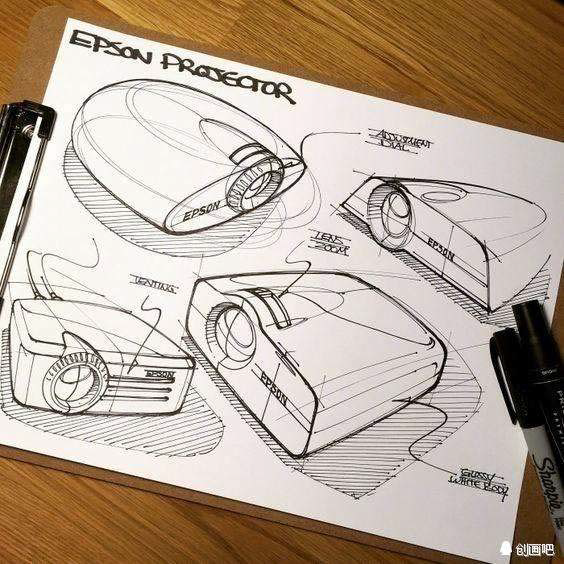 EPSON PROJECTOR
ADJUSTMENT
DIAL
EPSON
EPSON
LENS
ZOOM
VENTING
EPSON
EPSON
GLOSSY
WHITE BODY
Sharpie
创画吧